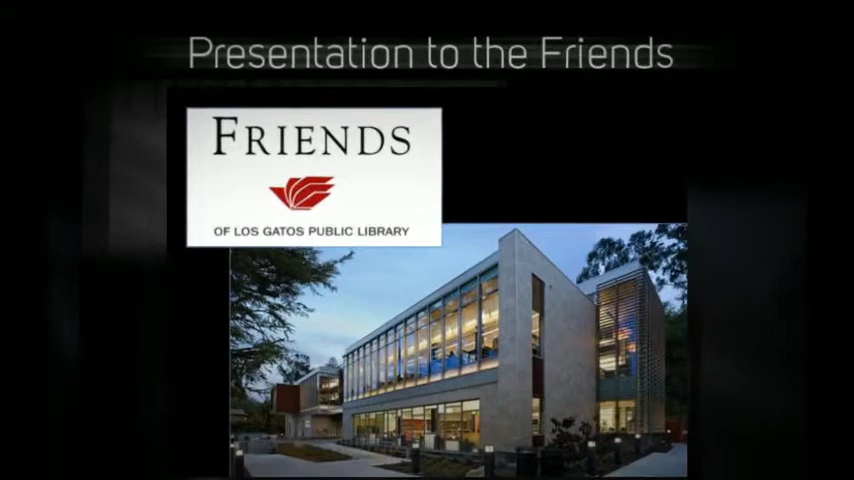 Presentation to the Friends
FRIENDS
OF LOS GATOS PUBLIC LIBRARY